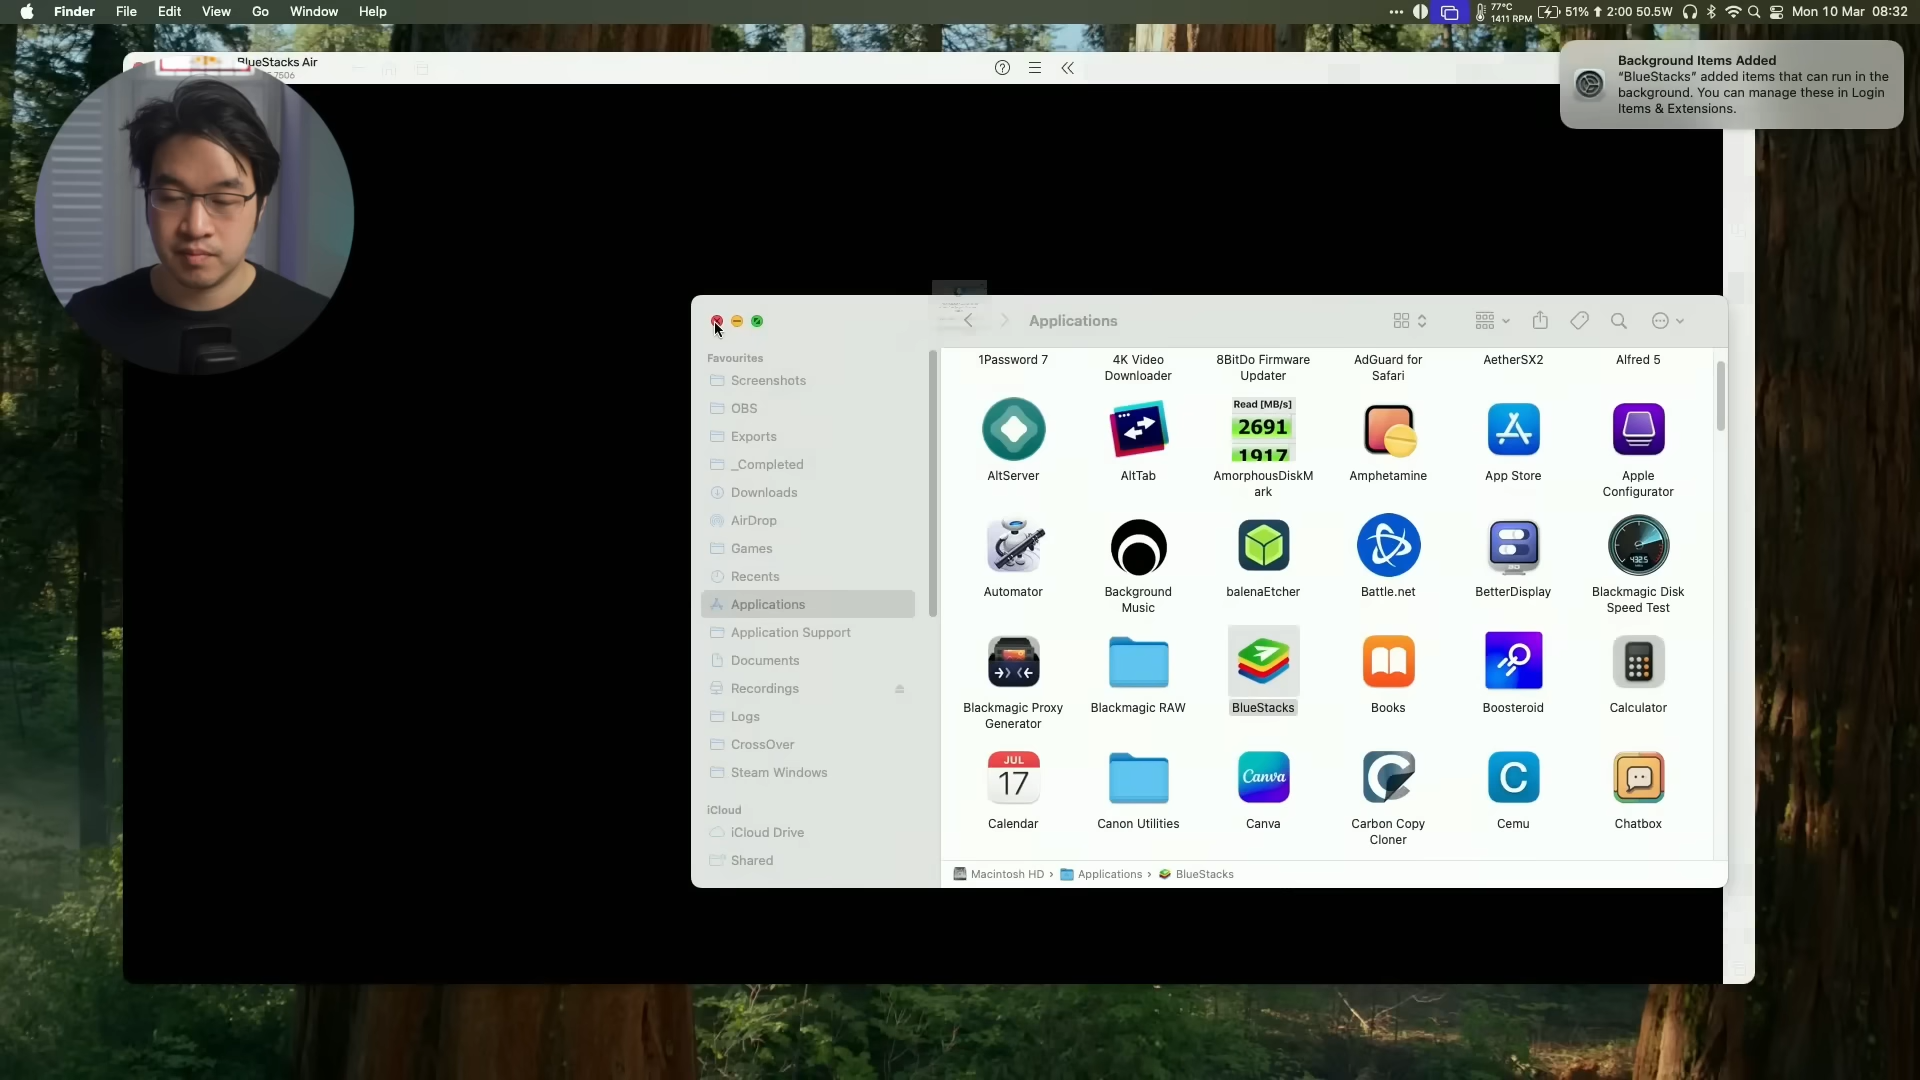 Finder File Edit View Go Window Help
77°C
1411 RPM
51% 2:00 50.5W
Mon 10 Mar 08:32
BlueStacks Air
7506
Background Items Added
“BlueStacks” added items that can run in the
background. You can manage these in Login
Items & Extensions.
Applications
Favourites
Screenshots
OBS
Exports
_Completed
Downloads
AirDrop
Games
Recents
Applications
Application Support
Documents
Recordings
Logs
CrossOver
Steam Windows
iCloud
iCloud Drive
Shared
1Password 7
4K Video
Downloader
8BitDo Firmware
Updater
AdGuard for
Safari
AetherSX2
Alfred 5
Read [MB/s]
2691
1917
AltServer
AltTab
AmorphousDiskM
ark
Amphetamine
App Store
Apple
Configurator
432.5
Automator
Background
Music
balenaEtcher
Battle.net
BetterDisplay
Blackmagic Disk
Speed Test
Blackmagic Proxy
Generator
Blackmagic RAW
BlueStacks
Books
Boosteroid
Calculator
JUL
17
Canva
C
Calendar
Canon Utilities
Canva
Carbon Copy
Cloner
Cemu
Chatbox
Macintosh HD › Applications › BlueStacks